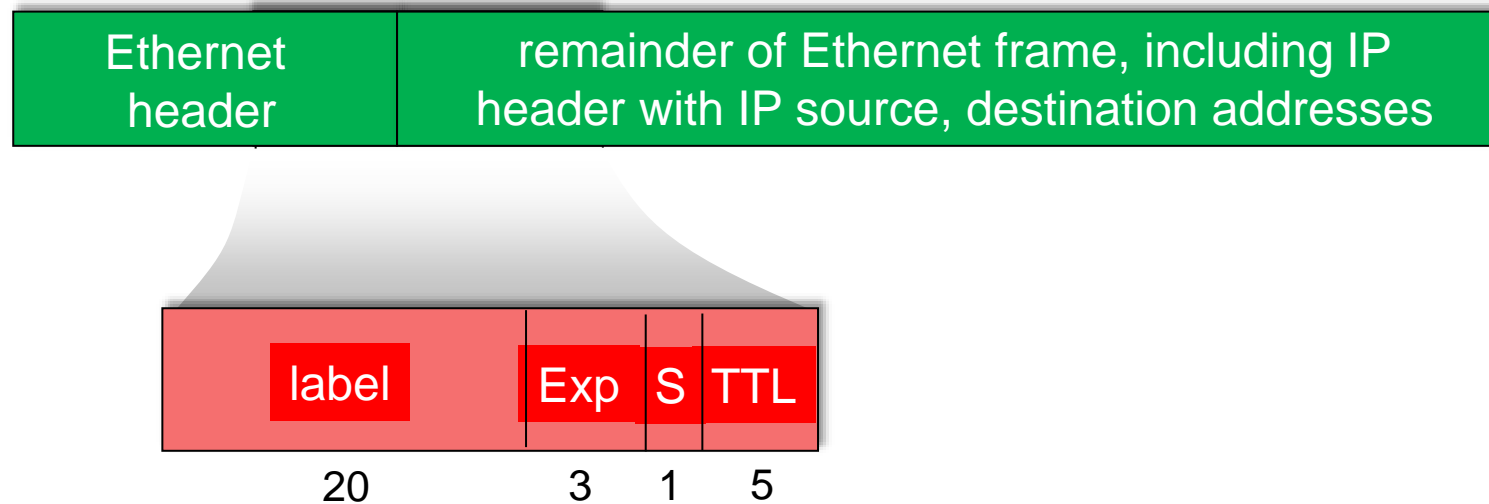 Ethernet
header
remainder of Ethernet frame, including IP
header with IP source, destination addresses
label Exp S TTL
20 3 1 5